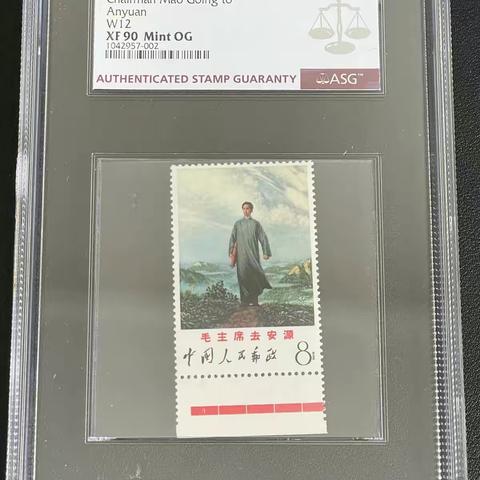 Chairman Mao Going to
Anyuan
W12
XF 90 Mint OG
1042957-002
AUTHENTICATED STAMP GUARANTY ASG™
毛主席去安源
中国人民邮政 8分